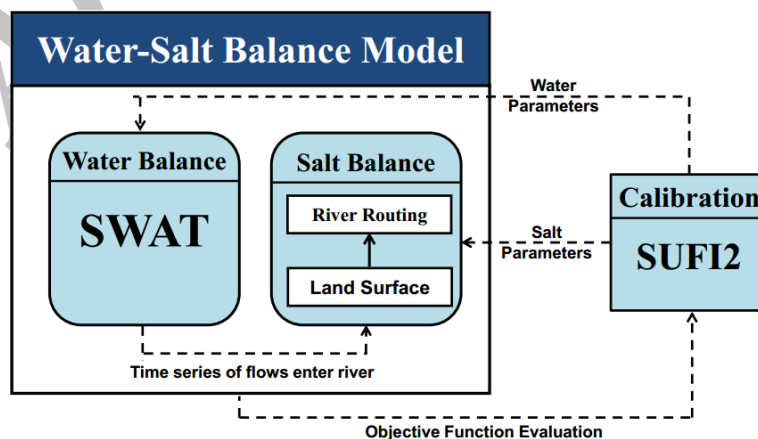 Water-Salt Balance Model
Water
Parameters
Water Balance
SWAT
Salt Balance
River Routing
Land Surface
Salt
Parameters
Calibration
SUFI2
Time series of flows enter river
Objective Function Evaluation